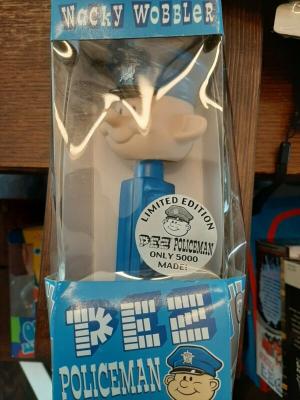 Wacky Wobbler
LIMITED EDITION
PEZ POLICEMAN
ONLY 5000
MADE!
PEZ
POLICEMAN